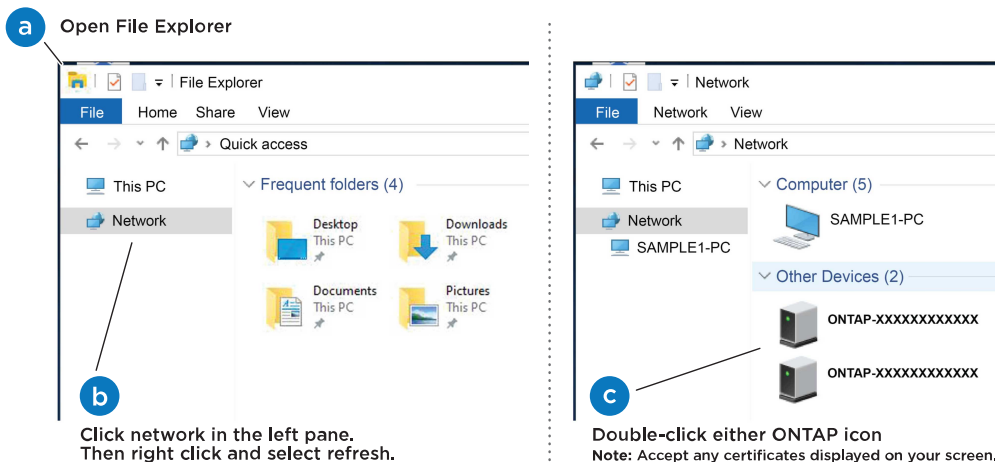 a
Open File Explorer
File Explorer
File Home Share View
Quick access
This PC
Network
Frequent folders (4)
Desktop
This PC
Downloads
This PC
Documents
This PC
Pictures
This PC
b
Click network in the left pane.
Then right click and select refresh.
Network
File Network View
Network
This PC
Network
SAMPLE1-PC
Computer (5)
SAMPLE1-PC
Other Devices (2)
ONTAP-XXXXXXXXXXXX
ONTAP-XXXXXXXXXXXX
c
Double-click either ONTAP icon
Note: Accept any certificates displayed on your screen.